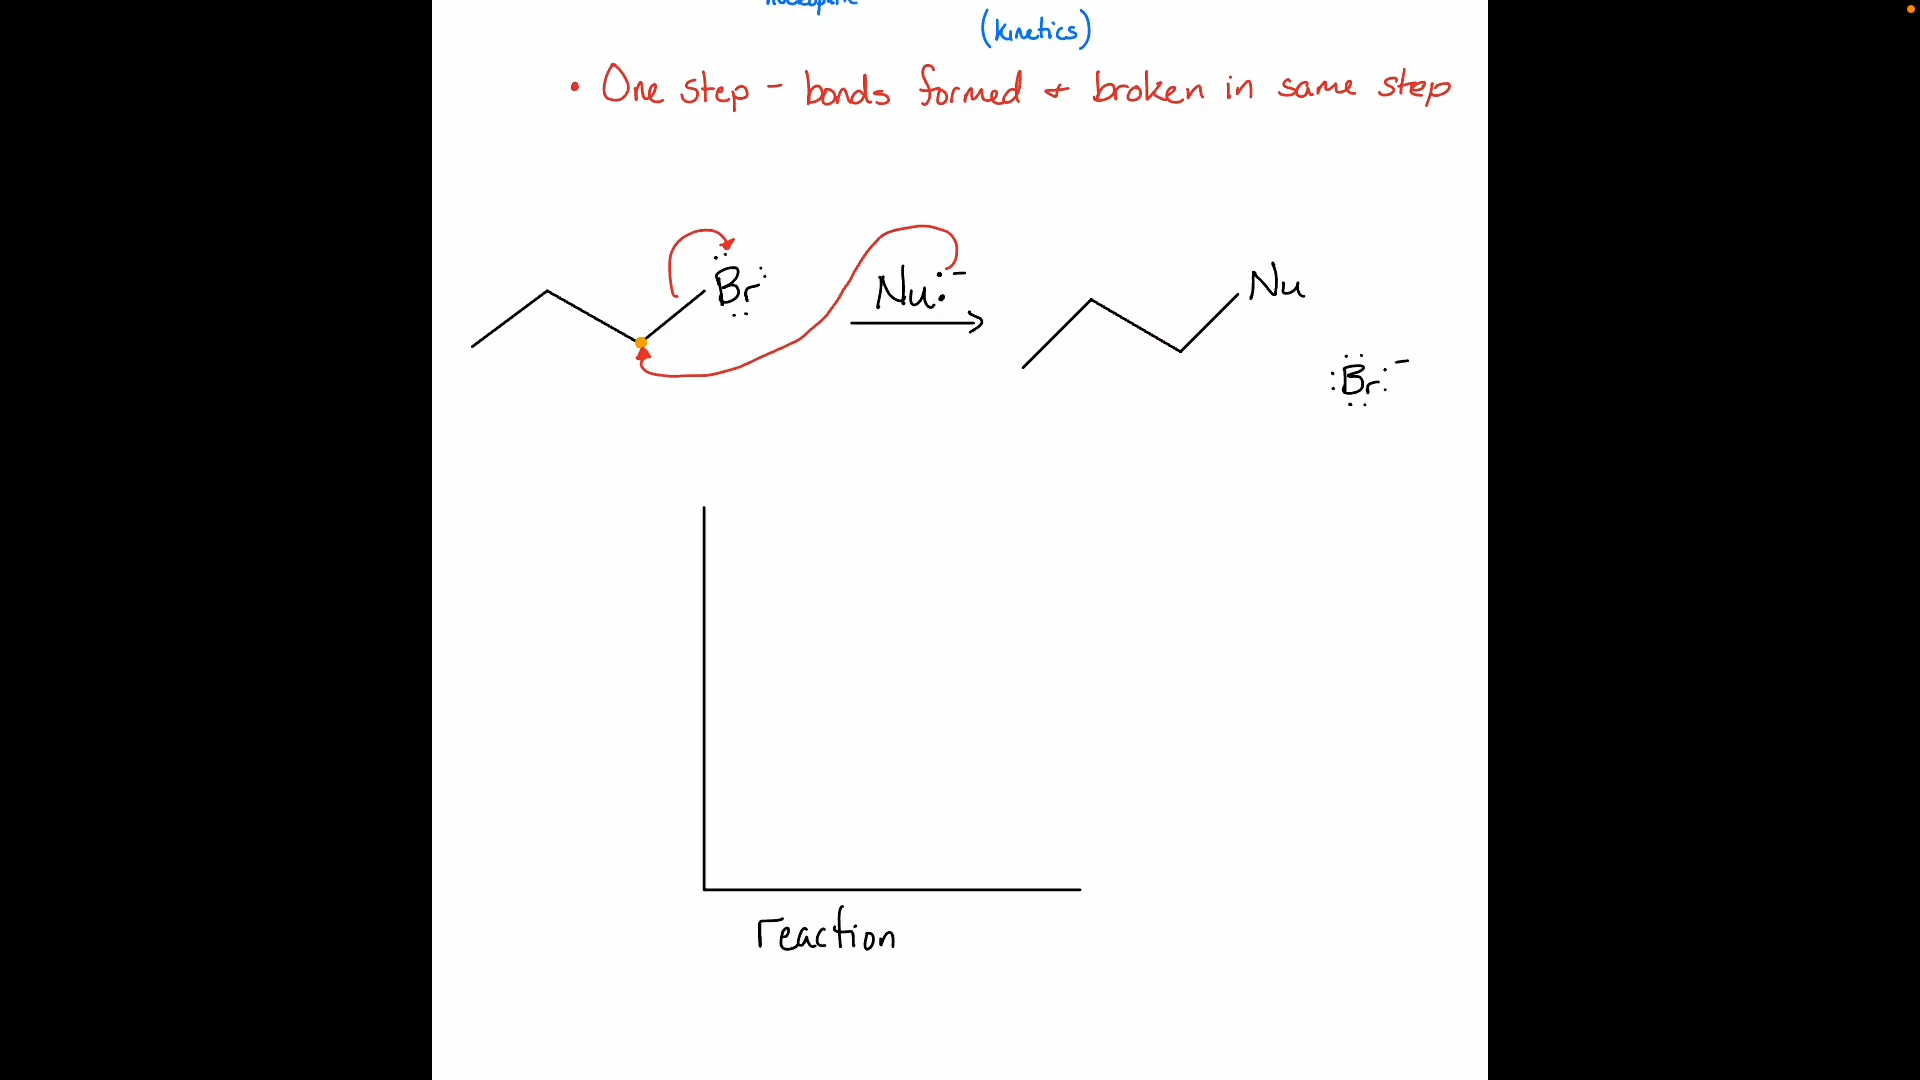 (kinetics)
• One step - bonds formed & broken in same step
Br
Nu:⁻
Nu
:Br:⁻
reaction